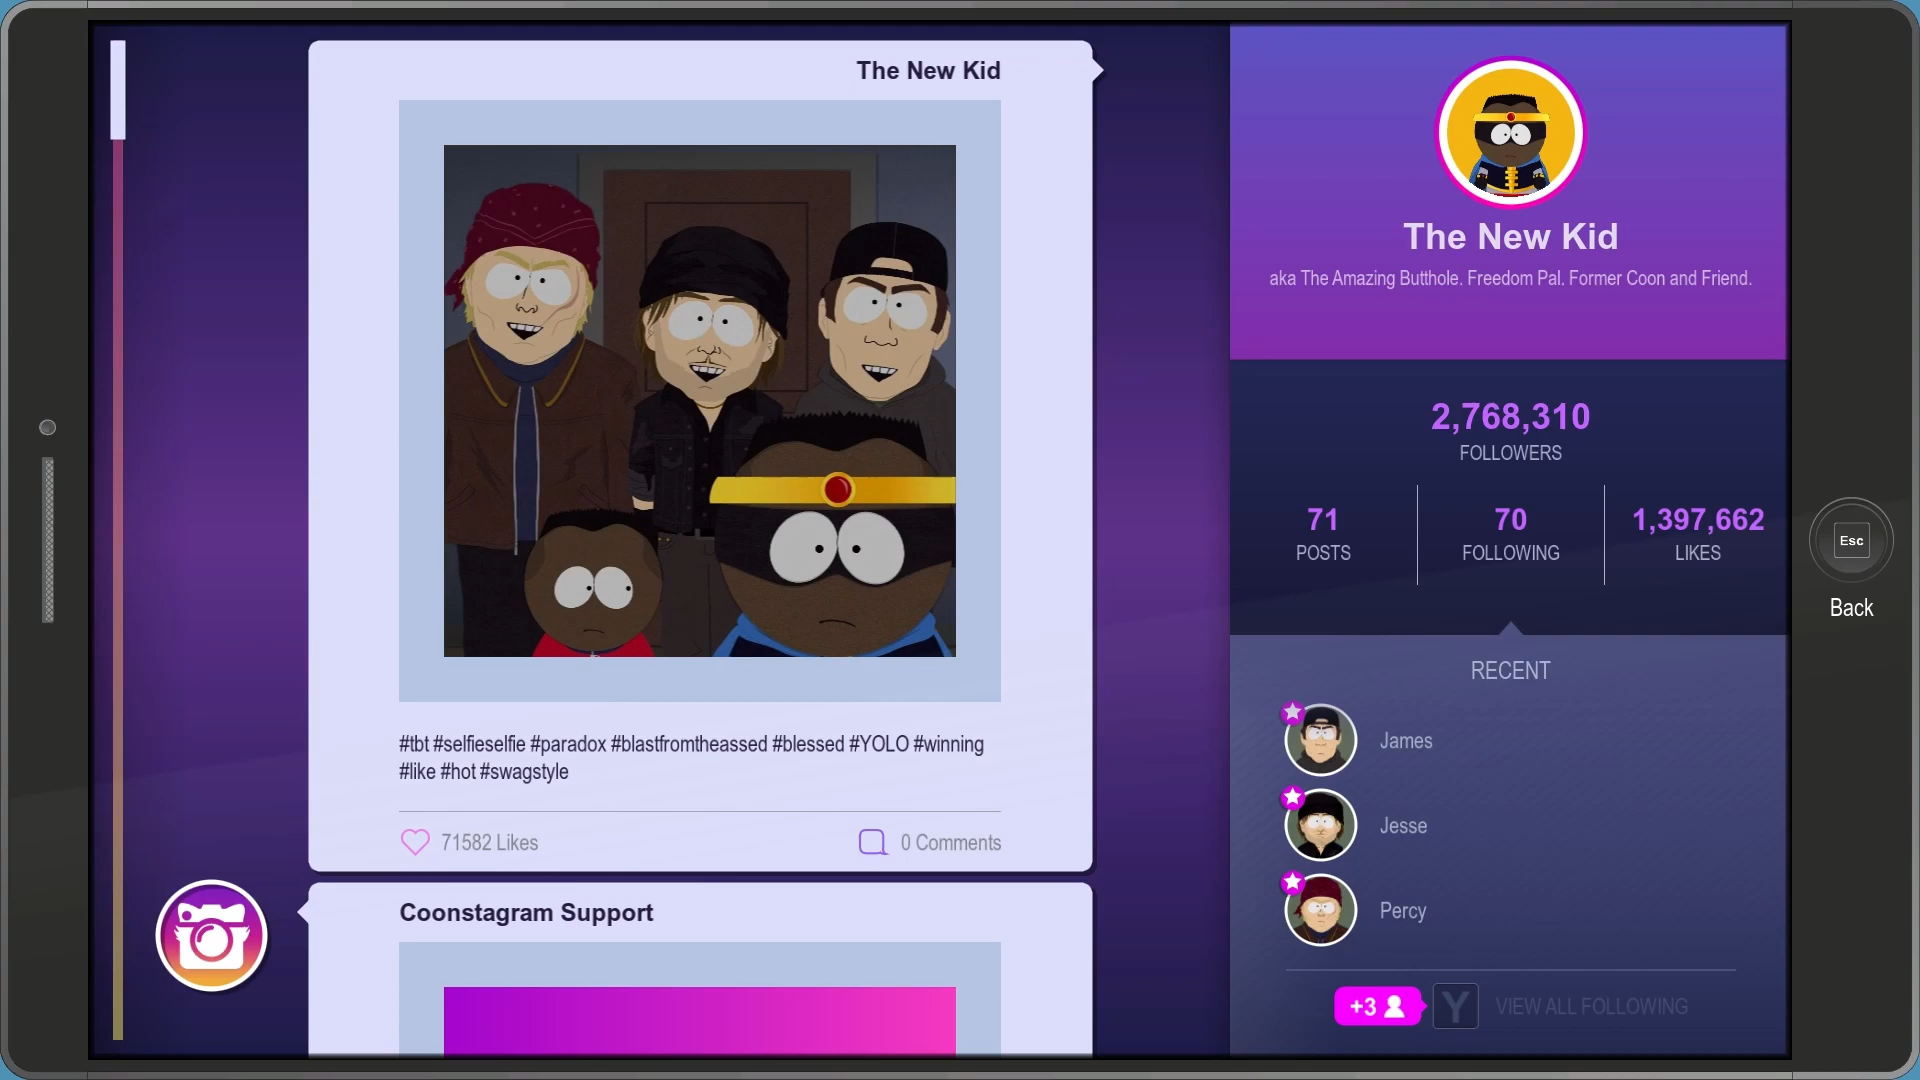 The New Kid
#tbt #selfieselfie #paradox #blastfromtheassed #blessed #YOLO #winning
#like #hot #swagstyle
71582 Likes
0 Comments
Coonstagram Support
The New Kid
aka The Amazing Butthole. Freedom Pal. Former Coon and Friend.
2,768,310
FOLLOWERS
71
POSTS
70
FOLLOWING
1,397,662
LIKES
RECENT
James
Jesse
Percy
+3
Y
VIEW ALL FOLLOWING
Esc
Back